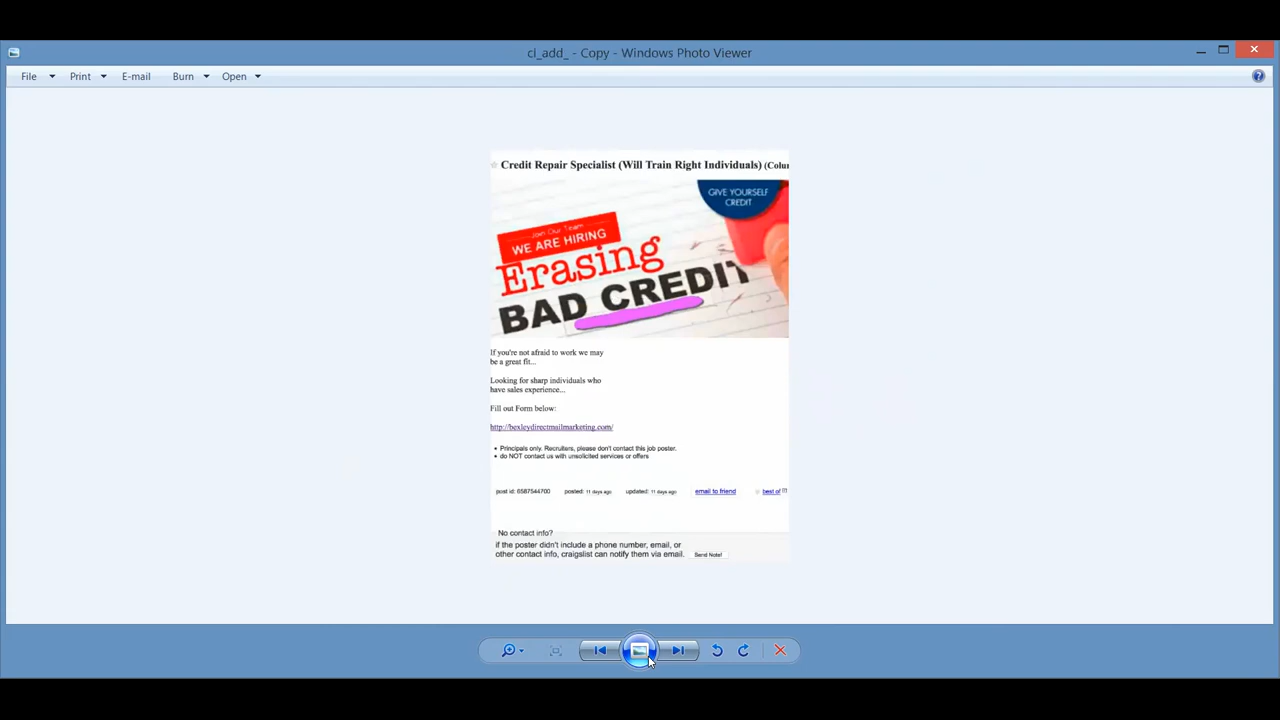 ci_add_ - Copy - Windows Photo Viewer
File Print E-mail Burn Open
Credit Repair Specialist (Will Train Right Individuals) (Colu
GIVE YOURSELF
CREDIT
Join Our Team
WE ARE HIRING
Erasing
BAD CREDIT
If you're not afraid to work we may
be a great fit...
Looking for sharp individuals who
have sales experience...
Fill out Form below:
http://bexleydirectmailmarketing.com/
• Principals only. Recruiters, please don't contact this job poster.
• do NOT contact us with unsolicited services or offers
post id: 6587544700 posted: 11 days ago updated: 11 days ago email to friend best of [?]
No contact info?
if the poster didn't include a phone number, email, or
other contact info, craigslist can notify them via email. Send Note!